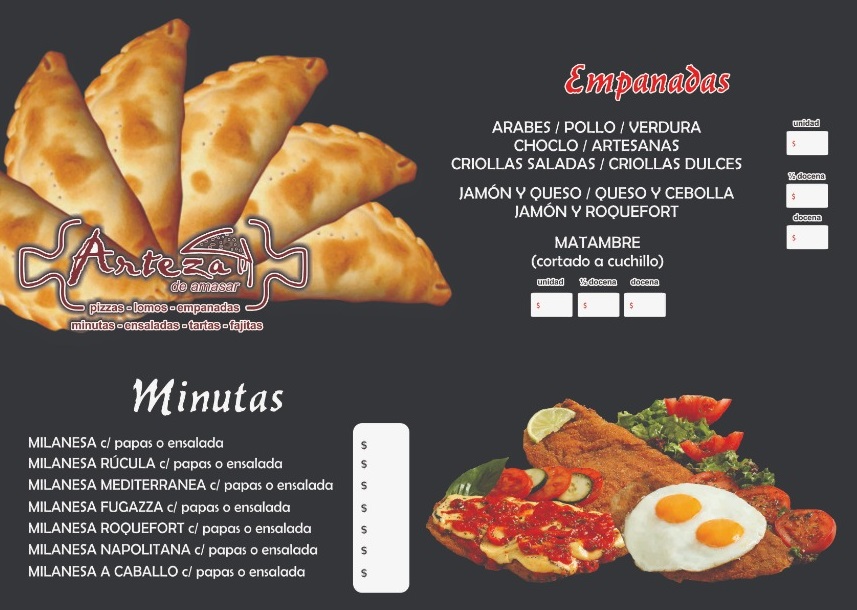 Arteza
de amasar
pizzas - lomos - empanadas
minutas - ensaladas - tartas - fajitas
Empanadas
ARABES / POLLO / VERDURA
CHOCLO / ARTESANAS
CRIOLLAS SALADAS / CRIOLLAS DULCES
JAMÓN Y QUESO / QUESO Y CEBOLLA
JAMÓN Y ROQUEFORT
unidad
$
½ docena
$
docena
$
MATAMBRE
(cortado a cuchillo)
unidad ½ docena docena
$ $ $
Minutas
MILANESA c/ papas o ensalada $
MILANESA RÚCULA c/ papas o ensalada $
MILANESA MEDITERRANEA c/ papas o ensalada $
MILANESA FUGAZZA c/ papas o ensalada $
MILANESA ROQUEFORT c/ papas o ensalada $
MILANESA NAPOLITANA c/ papas o ensalada $
MILANESA A CABALLO c/ papas o ensalada $